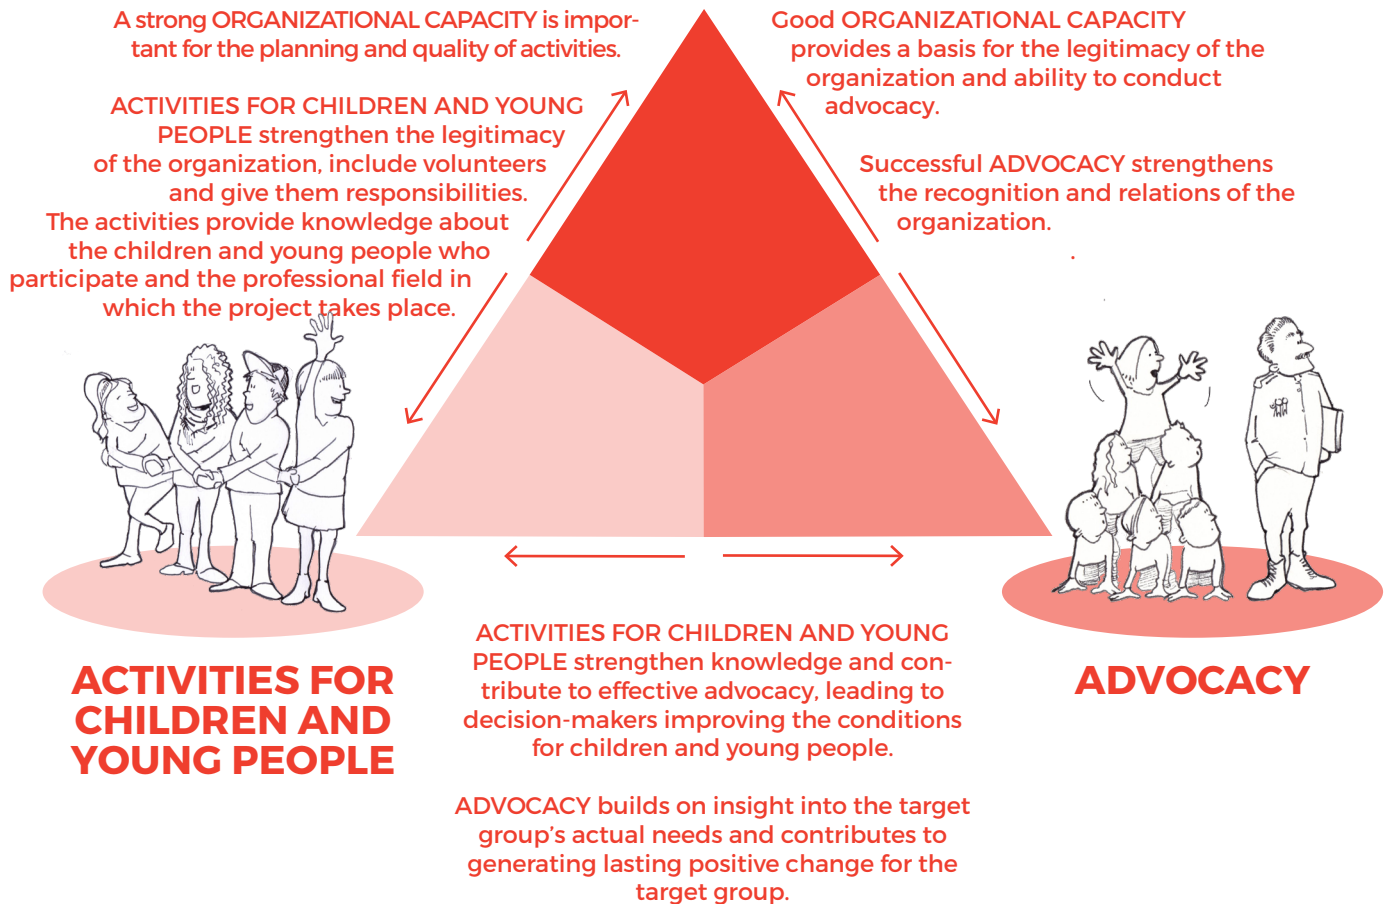 A strong ORGANIZATIONAL CAPACITY is impor-
tant for the planning and quality of activities.
ACTIVITIES FOR CHILDREN AND YOUNG
PEOPLE strengthen the legitimacy
of the organization, include volunteers
and give them responsibilities.
The activities provide knowledge about
the children and young people who
participate and the professional field in
which the project takes place.
Good ORGANIZATIONAL CAPACITY
provides a basis for the legitimacy of the
organization and ability to conduct
advocacy.
Successful ADVOCACY strengthens
the recognition and relations of the
organization.
.
ACTIVITIES FOR
CHILDREN AND
YOUNG PEOPLE
ACTIVITIES FOR CHILDREN AND YOUNG
PEOPLE strengthen knowledge and con-
tribute to effective advocacy, leading to
decision-makers improving the conditions
for children and young people.
ADVOCACY builds on insight into the target
group’s actual needs and contributes to
generating lasting positive change for the
target group.
ADVOCACY